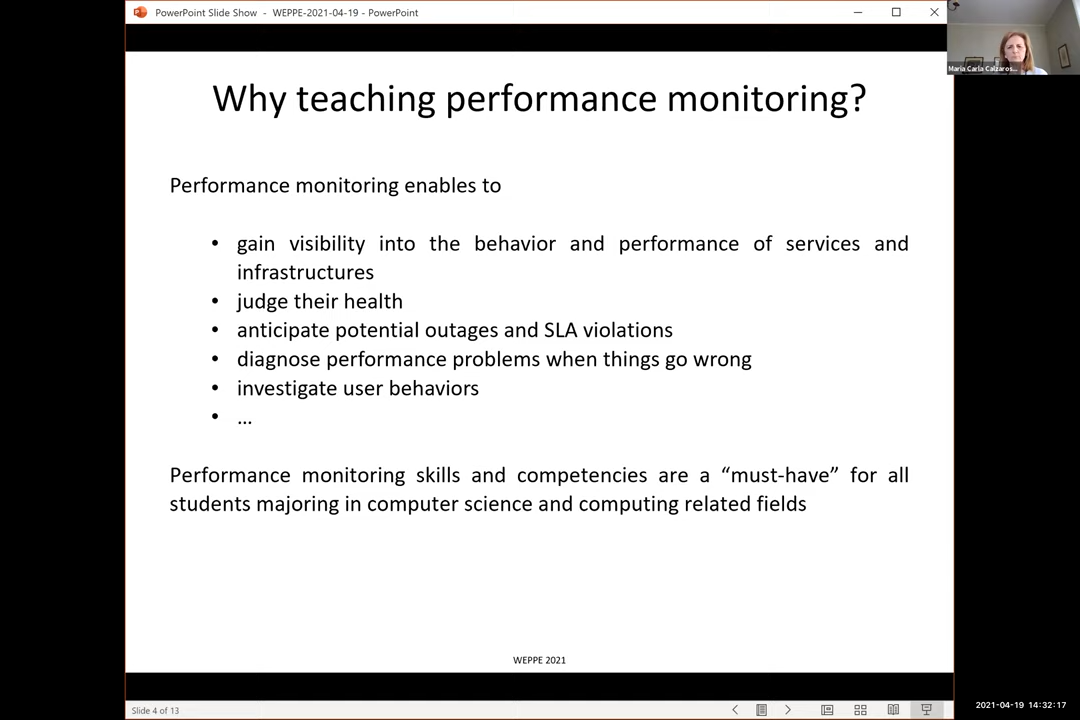 PowerPoint Slide Show - WEPPE-2021-04-19 - PowerPoint
Maria Carla Calzaros...
Why teaching performance monitoring?
Performance monitoring enables to
• gain visibility into the behavior and performance of services and
infrastructures
• judge their health
• anticipate potential outages and SLA violations
• diagnose performance problems when things go wrong
• investigate user behaviors
• ...
Performance monitoring skills and competencies are a “must-have” for all
students majoring in computer science and computing related fields
WEPPE 2021
Slide 4 of 13
2021-04-19 14:32:17